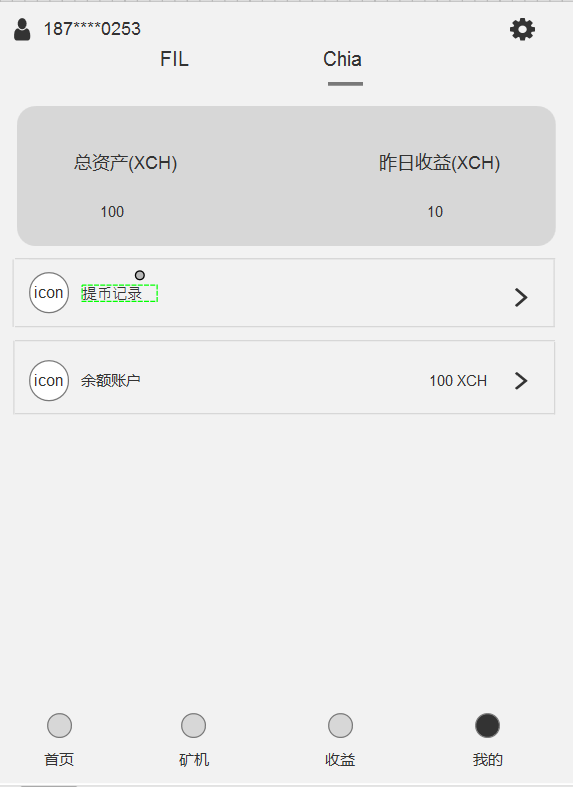 187****0253
FIL Chia
总资产(XCH) 昨日收益(XCH)
100 10
icon 提币记录
icon 余额账户 100 XCH
首页 矿机 收益 我的